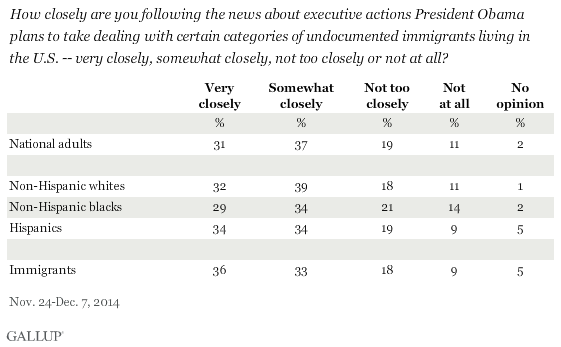 How closely are you following the news about executive actions President Obama
plans to take dealing with certain categories of undocumented immigrants living in
the U.S. -- very closely, somewhat closely, not too closely or not at all?
Very closely Somewhat closely Not too closely Not at all No opinion
% % % % %
National adults 31 37 19 11 2
Non-Hispanic whites 32 39 18 11 1
Non-Hispanic blacks 29 34 21 14 2
Hispanics 34 34 19 9 5
Immigrants 36 33 18 9 5
Nov. 24-Dec. 7, 2014
GALLUP®